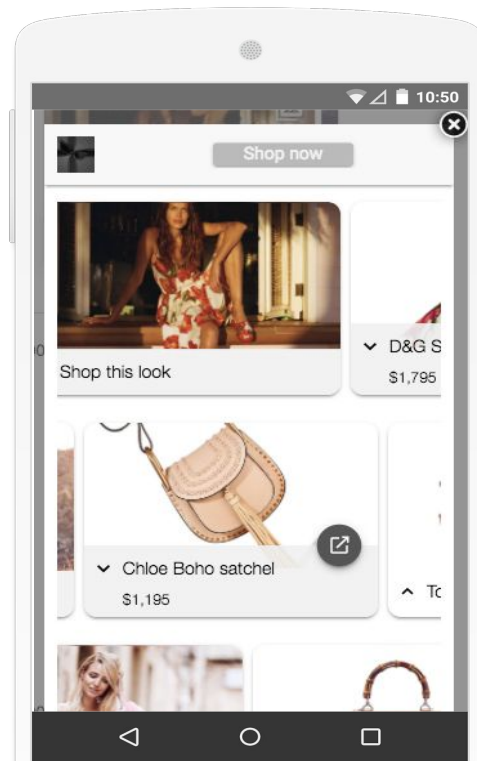 10:50
Shop now
Shop this look
D&G S
$1,795
Chloe Boho satchel
$1,195
To